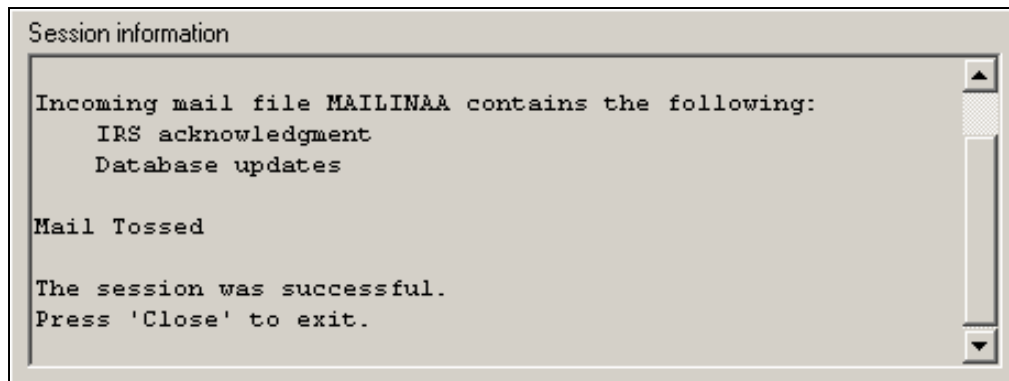 Session information
Incoming mail file MAILINAA contains the following:
IRS acknowledgment
Database updates
Mail Tossed
The session was successful.
Press 'Close' to exit.